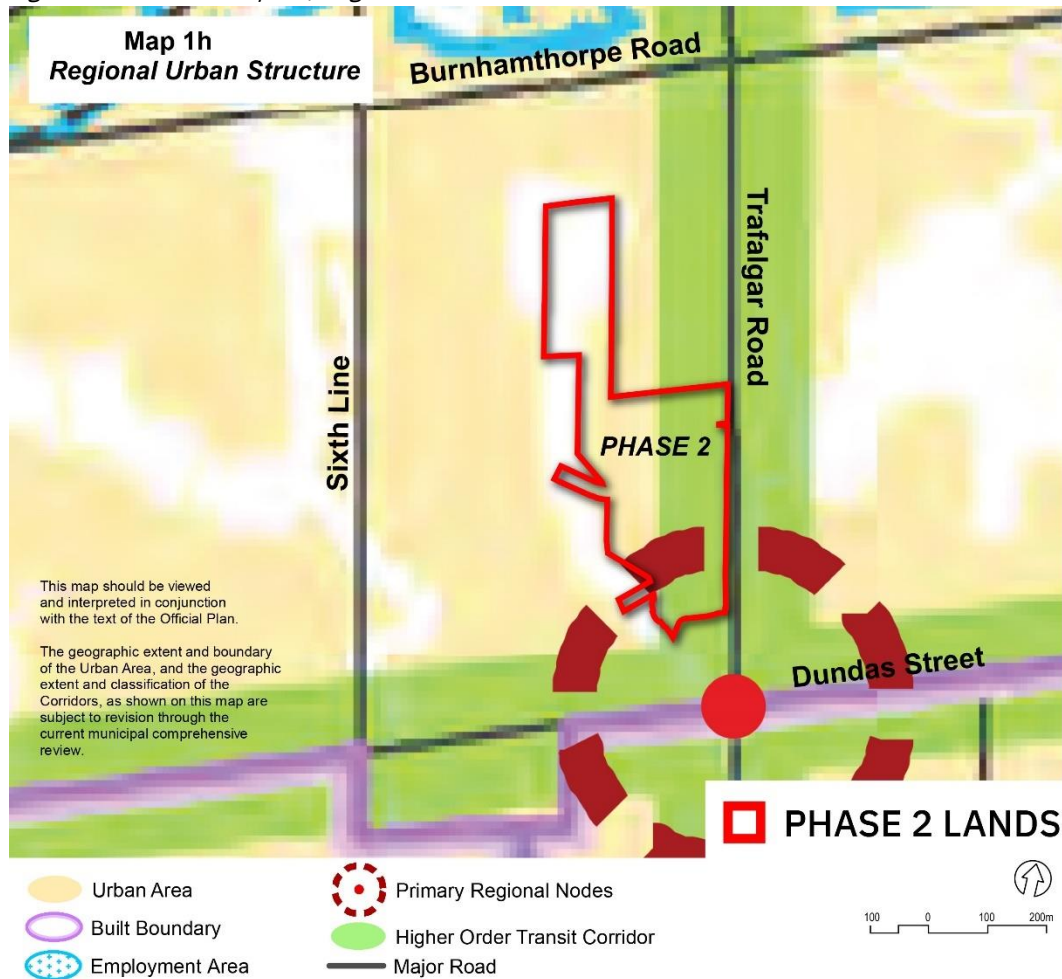 Map 1h
Regional Urban Structure
Burnhamthorpe Road
Trafalgar Road
Sixth Line
PHASE 2
This map should be viewed
and interpreted in conjunction
with the text of the Official Plan.
The geographic extent and boundary
of the Urban Area, and the geographic
extent and classification of the
Corridors, as shown on this map are
subject to revision through the
current municipal comprehensive
review.
Dundas Street
PHASE 2 LANDS
Urban Area
Built Boundary
Employment Area
Primary Regional Nodes
Higher Order Transit Corridor
Major Road
100 0 100 200m